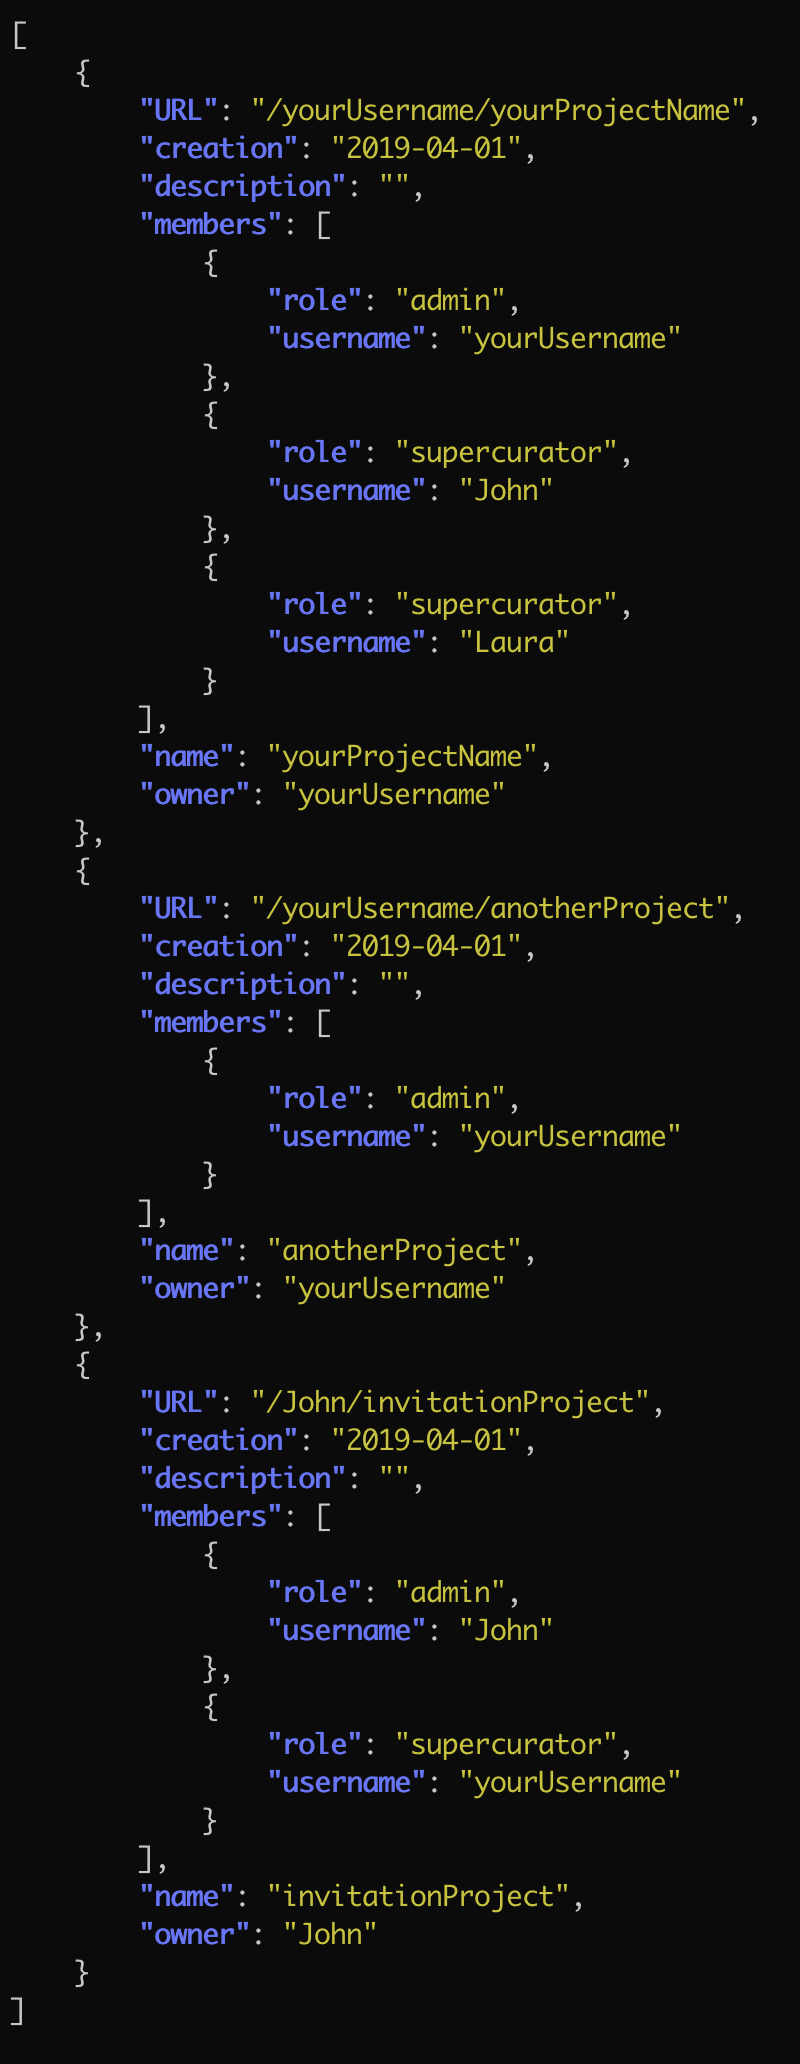 [
    {
        "URL": "/yourUsername/yourProjectName",
        "creation": "2019-04-01",
        "description": "",
        "members": [
            {
                "role": "admin",
                "username": "yourUsername"
            },
            {
                "role": "supercurator",
                "username": "John"
            },
            {
                "role": "supercurator",
                "username": "Laura"
            }
        ],
        "name": "yourProjectName",
        "owner": "yourUsername"
    },
    {
        "URL": "/yourUsername/anotherProject",
        "creation": "2019-04-01",
        "description": "",
        "members": [
            {
                "role": "admin",
                "username": "yourUsername"
            }
        ],
        "name": "anotherProject",
        "owner": "yourUsername"
    },
    {
        "URL": "/John/invitationProject",
        "creation": "2019-04-01",
        "description": "",
        "members": [
            {
                "role": "admin",
                "username": "John"
            },
            {
                "role": "supercurator",
                "username": "yourUsername"
            }
        ],
        "name": "invitationProject",
        "owner": "John"
    }
]